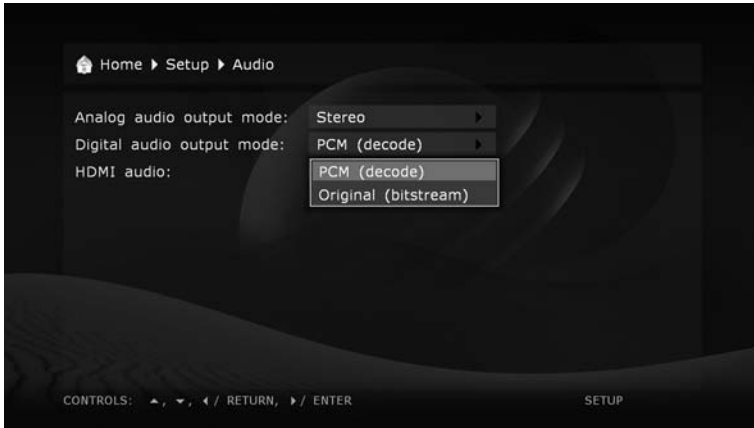 Home ▶ Setup ▶ Audio
Analog audio output mode: Stereo
Digital audio output mode: PCM (decode)
HDMI audio: PCM (decode)
Original (bitstream)
CONTROLS: ▲, ▼, ◀/ RETURN, ▶/ ENTER SETUP